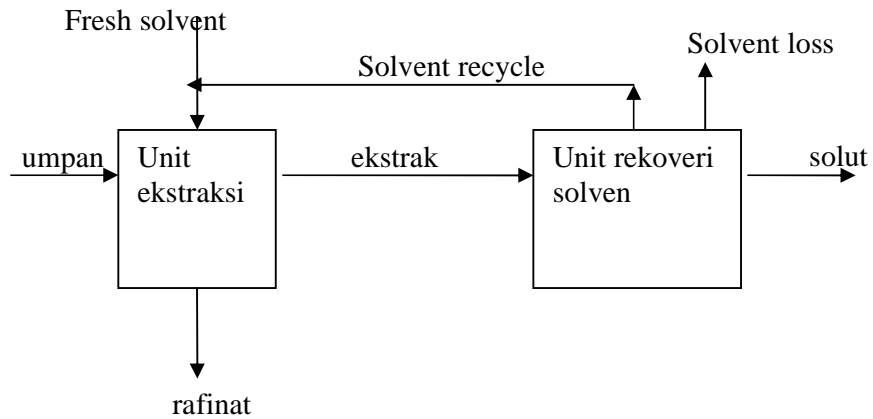 Fresh solvent
Solvent loss
Solvent recycle
umpan
Unit
ekstraksi
ekstrak
Unit rekoveri
solven
solut
rafinat